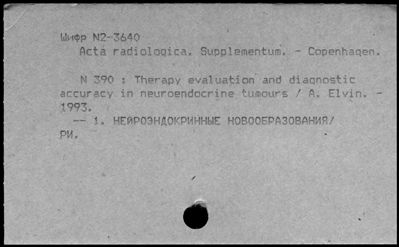 Шифр N2-3640
Acta radiologica. Supplementum. - Copenhagen.
N 390 : Therapy evaluation and diagnostic
accuracy in neuroendocrine tumours / A. Elvin. -
1993.
-- 1. НЕЙРОЭНДОКРИННЫЕ НОВООБРАЗОВАНИЯ/
РИ.